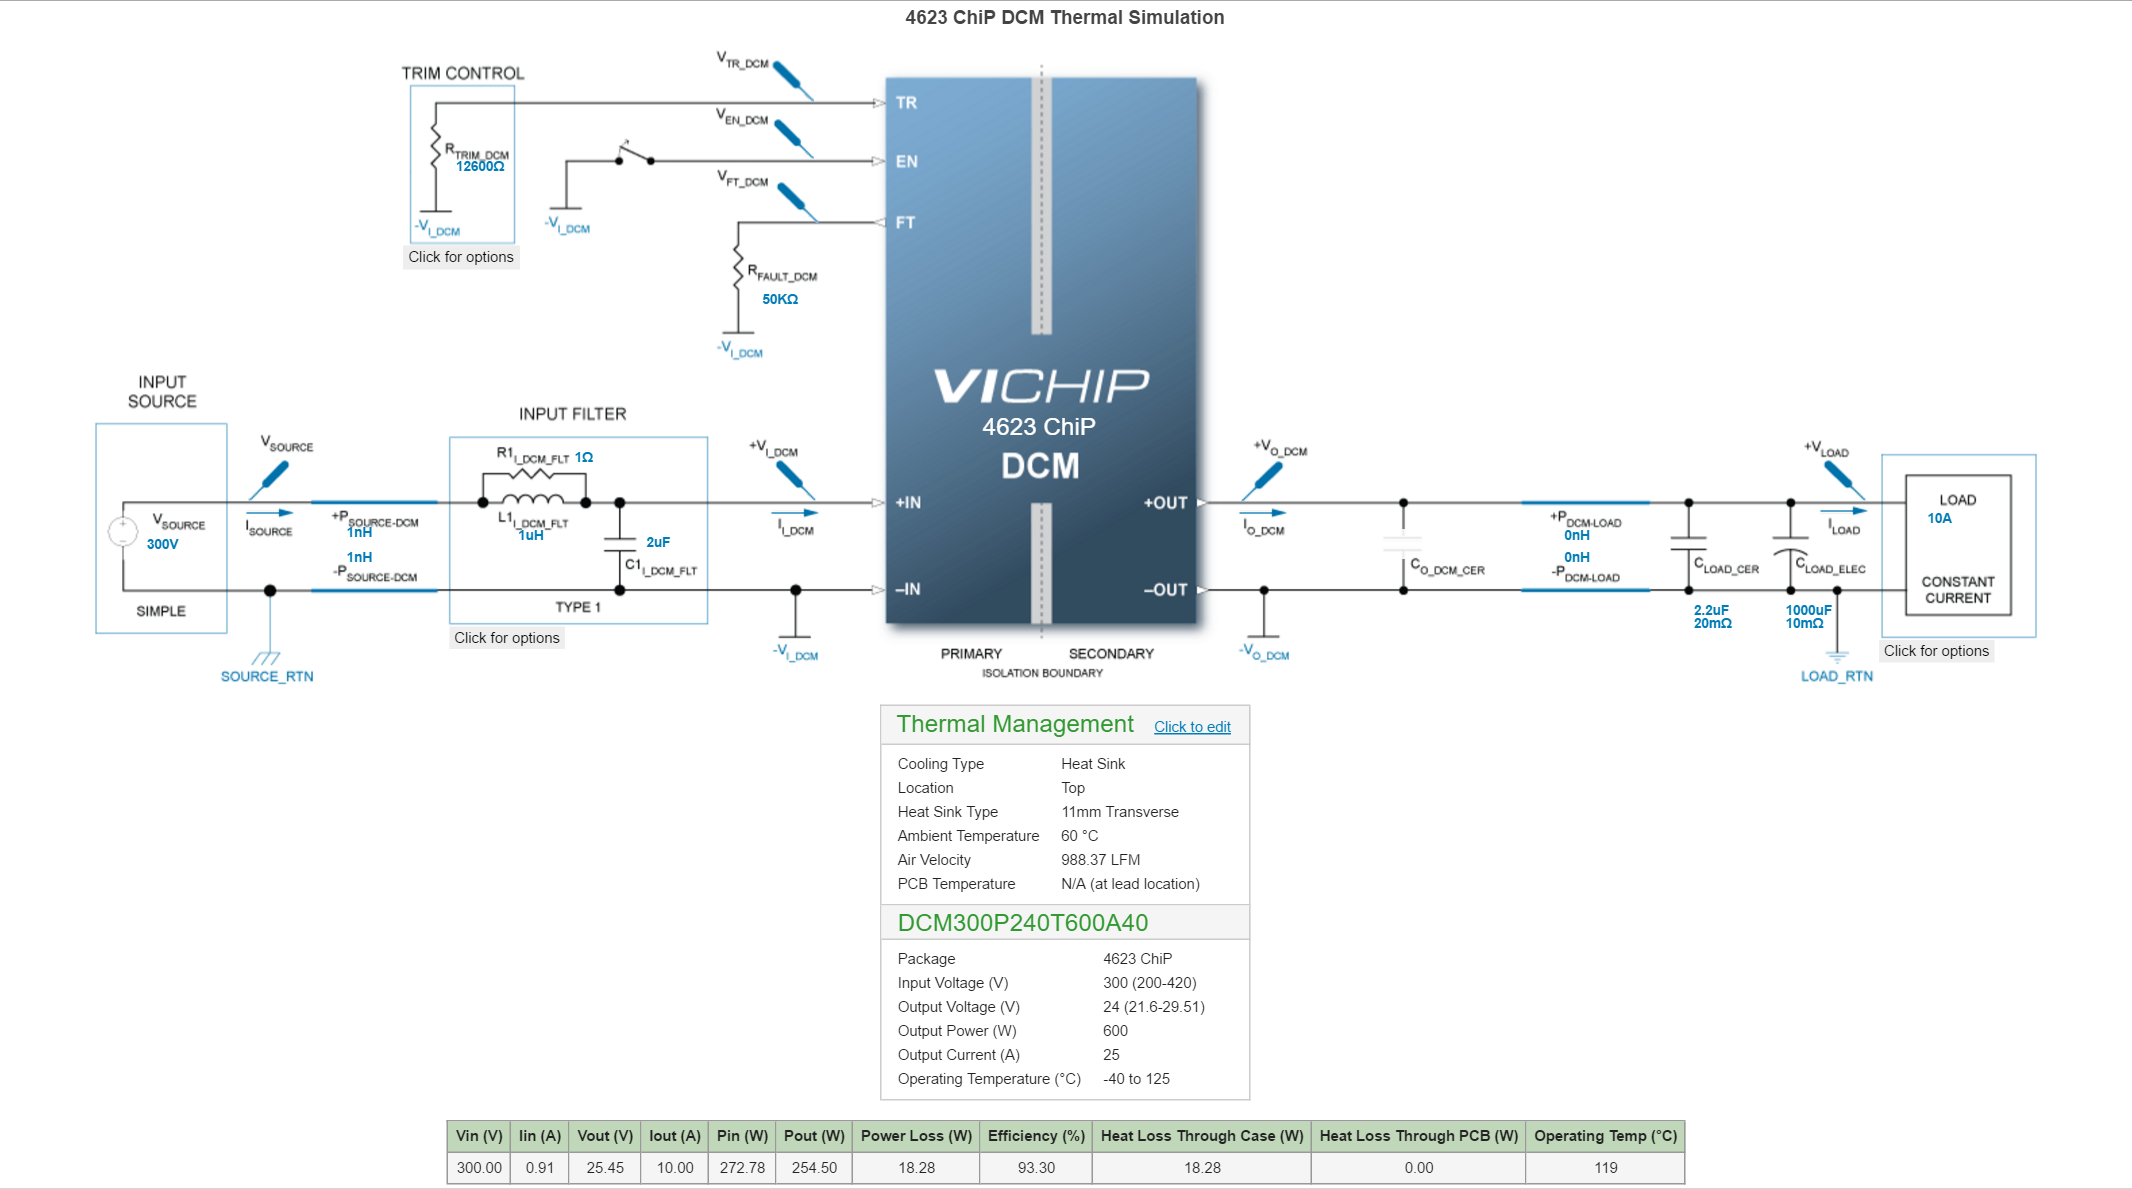 4623 ChiP DCM Thermal Simulation
TRIM CONTROL
RTRIM_DCM
12600Ω
-VI_DCM
Click for options
VTR_DCM
VEN_DCM
VFT_DCM
-VI_DCM
RFAULT_DCM
50KΩ
-VI_DCM
TR
EN
FT
VICHIP
4623 ChiP
DCM
+IN
–IN
+OUT
–OUT
PRIMARY
SECONDARY
ISOLATION BOUNDARY
INPUT
SOURCE
VSOURCE
300V
SIMPLE
VSOURCE
ISOURCE
SOURCE_RTN
+PSOURCE-DCM
1nH
1nH
-PSOURCE-DCM
INPUT FILTER
R1I_DCM_FLT 1Ω
L1I_DCM_FLT
1uH
2uF
C1I_DCM_FLT
TYPE 1
Click for options
+VI_DCM
II_DCM
-VI_DCM
+VO_DCM
IO_DCM
-VO_DCM
CO_DCM_CER
+PDCM-LOAD
0nH
0nH
-PDCM-LOAD
CLOAD_CER
2.2uF
20mΩ
CLOAD_ELEC
1000uF
10mΩ
+VLOAD
ILOAD
LOAD_RTN
LOAD
10A
CONSTANT
CURRENT
Click for options
Thermal Management Click to edit
Cooling Type Heat Sink
Location Top
Heat Sink Type 11mm Transverse
Ambient Temperature 60 °C
Air Velocity 988.37 LFM
PCB Temperature N/A (at lead location)
DCM300P240T600A40
Package 4623 ChiP
Input Voltage (V) 300 (200-420)
Output Voltage (V) 24 (21.6-29.51)
Output Power (W) 600
Output Current (A) 25
Operating Temperature (°C) -40 to 125
Vin (V) Iin (A) Vout (V) Iout (A) Pin (W) Pout (W) Power Loss (W) Efficiency (%) Heat Loss Through Case (W) Heat Loss Through PCB (W) Operating Temp (°C)
300.00 0.91 25.45 10.00 272.78 254.50 18.28 93.30 18.28 0.00 119